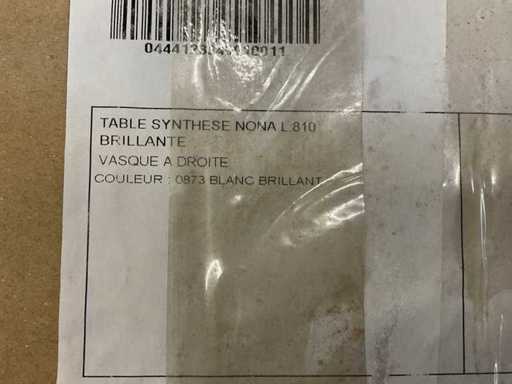 TABLE SYNTHESE NONA L.810
BRILLANTE
VASQUE A DROITE
COULEUR : 0873 BLANC BRILLANT